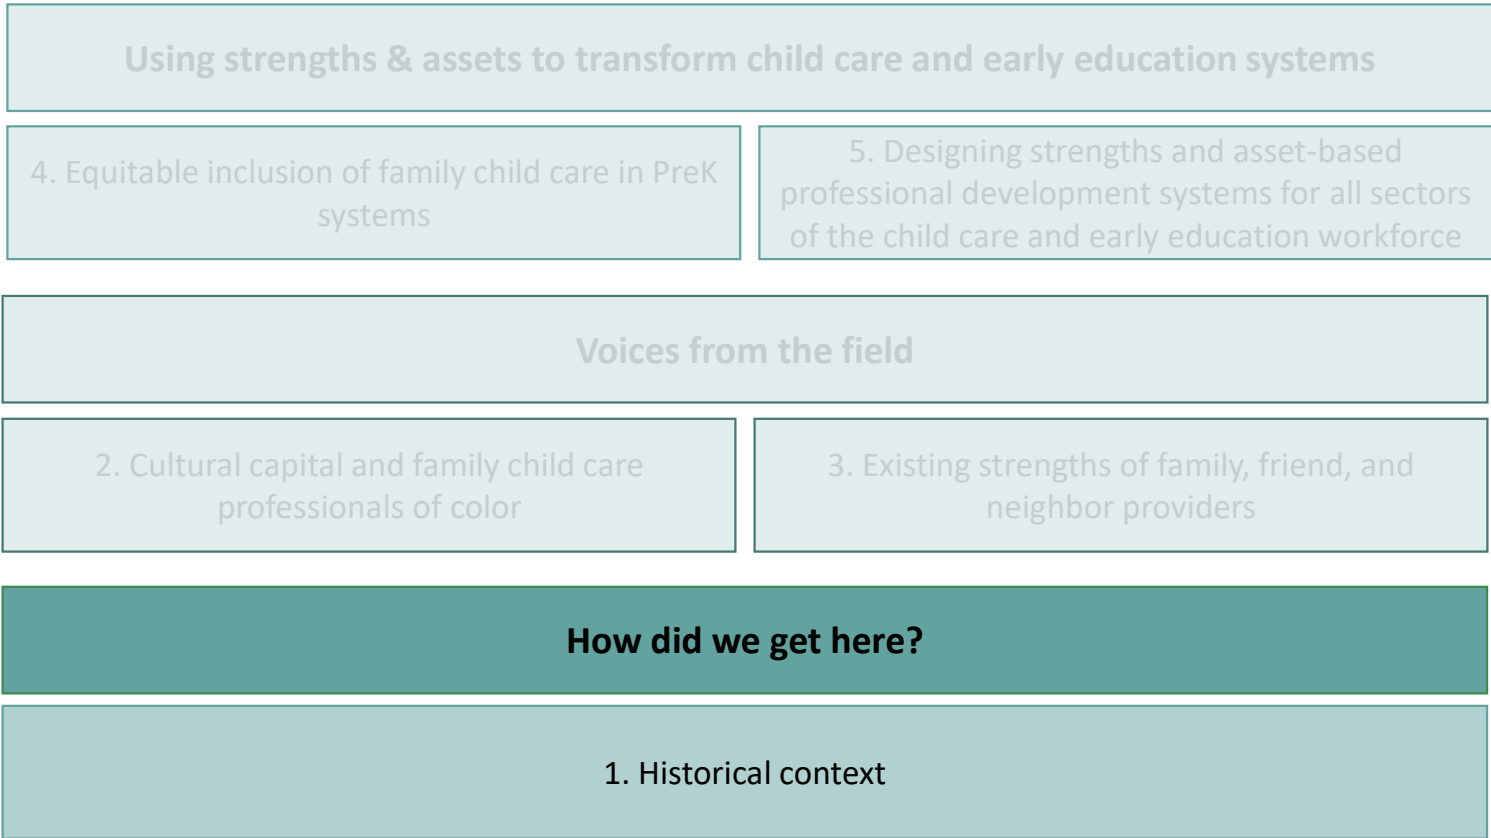 Using strengths & assets to transform child care and early education systems
4. Equitable inclusion of family child care in PreK
systems
5. Designing strengths and asset-based
professional development systems for all sectors
of the child care and early education workforce
Voices from the field
2. Cultural capital and family child care
professionals of color
3. Existing strengths of family, friend, and
neighbor providers
How did we get here?
1. Historical context